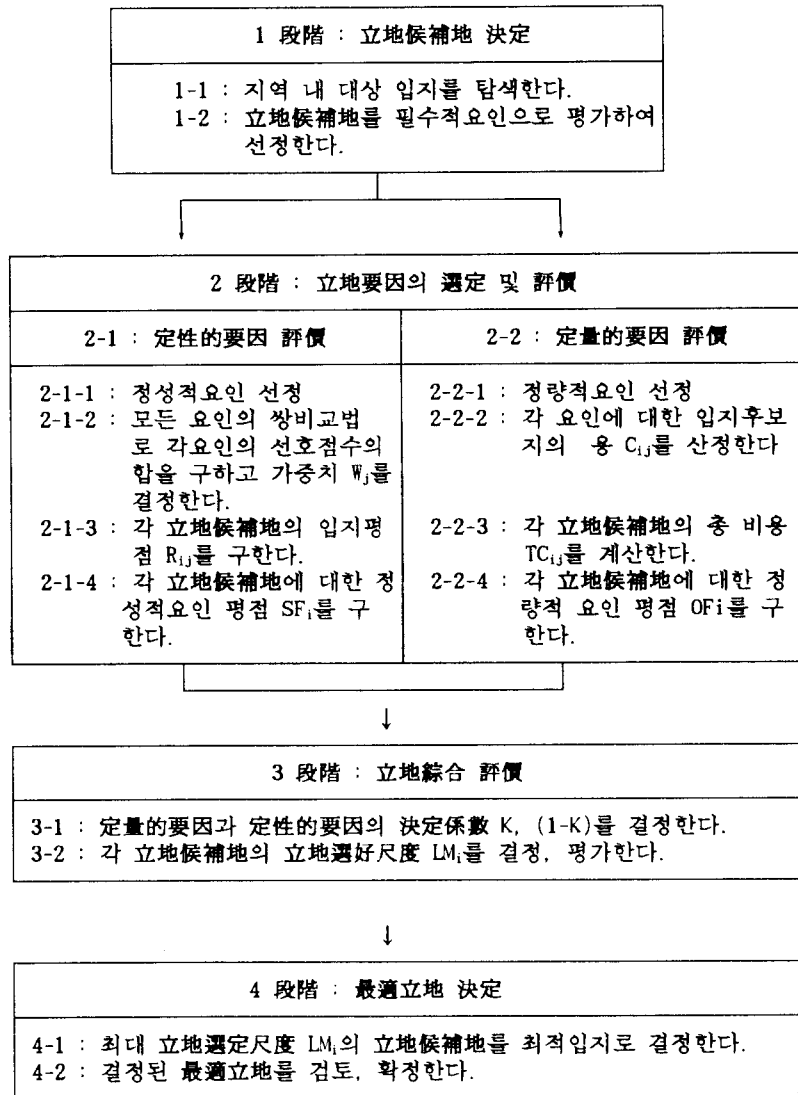 1 段階 : 立地候補地 決定
1-1 : 지역 내 대상 입지를 탐색한다.
1-2 : 立地候補地를 필수적요인으로 평가하여
선정한다.
2 段階 : 立地要因의 選定 및 評價
2-1 : 定性的要因 評價
2-1-1 : 정성적요인 선정
2-1-2 : 모든 요인의 쌍비교법
로 각요인의 선호점수의
합을 구하고 가중치 Wj를
결정한다.
2-1-3 : 각 立地候補地의 입지평
점 Rij를 구한다.
2-1-4 : 각 立地候補地에 대한 정
성적요인 평점 SFi를 구
한다.
2-2 : 定量的要因 評價
2-2-1 : 정량적요인 선정
2-2-2 : 각 요인에 대한 입지후보
지의 용 Cij를 산정한다
2-2-3 : 각 立地候補地의 총 비용
TCij를 계산한다.
2-2-4 : 각 立地候補地에 대한 정
량적 요인 평점 OFi를 구
한다.
3 段階 : 立地綜合 評價
3-1 : 定量的要因과 定性的要因의 決定係數 K, (1-K)를 결정한다.
3-2 : 각 立地候補地의 立地選好尺度 LMi를 결정, 평가한다.
4 段階 : 最適立地 決定
4-1 : 최대 立地選定尺度 LMi의 立地候補地를 최적입지로 결정한다.
4-2 : 결정된 最適立地를 검토, 확정한다.